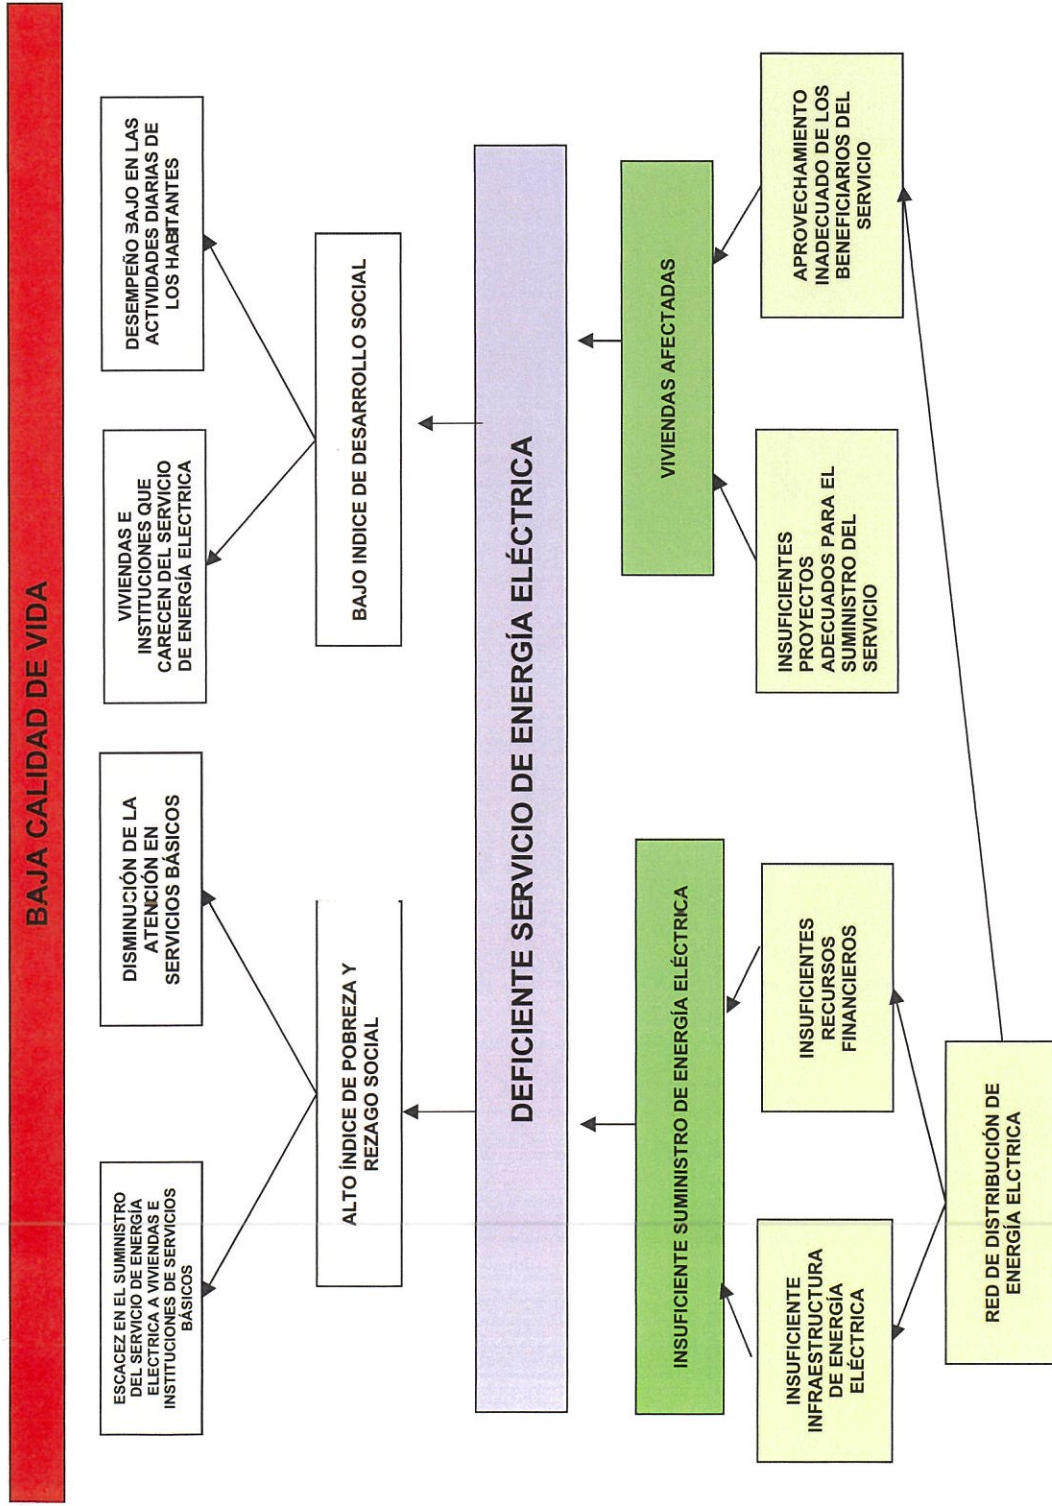 BAJA CALIDAD DE VIDA
ESCACEZ EN EL SUMINISTRO
DEL SERVICIO DE ENERGÍA
ELECTRICA A VIVIENDAS E
INSTITUCIONES DE SERVICIOS
BÁSICOS
DISMINUCIÓN DE LA
ATENCIÓN EN
SERVICIOS BÁSICOS
VIVIENDAS E
INSTITUCIONES QUE
CARECEN DEL SERVICIO
DE ENERGÍA ELECTRICA
DESEMPEÑO BAJO EN LAS
ACTIVIDADES DIARIAS DE
LOS HABITANTES
ALTO ÍNDICE DE POBREZA Y
REZAGO SOCIAL
BAJO INDICE DE DESARROLLO SOCIAL
DEFICIENTE SERVICIO DE ENERGÍA ELÉCTRICA
INSUFICIENTE SUMINISTRO DE ENERGÍA ELÉCTRICA
VIVIENDAS AFECTADAS
INSUFICIENTE
INFRAESTRUCTURA
DE ENERGÍA
ELÉCTRICA
INSUFICIENTES
RECURSOS
FINANCIEROS
INSUFICIENTES
PROYECTOS
ADECUADOS PARA EL
SUMINISTRO DEL
SERVICIO
APROVECHAMIENTO
INADECUADO DE LOS
BENEFICIARIOS DEL
SERVICIO
RED DE DISTRIBUCIÓN DE
ENERGÍA ELCTRICA